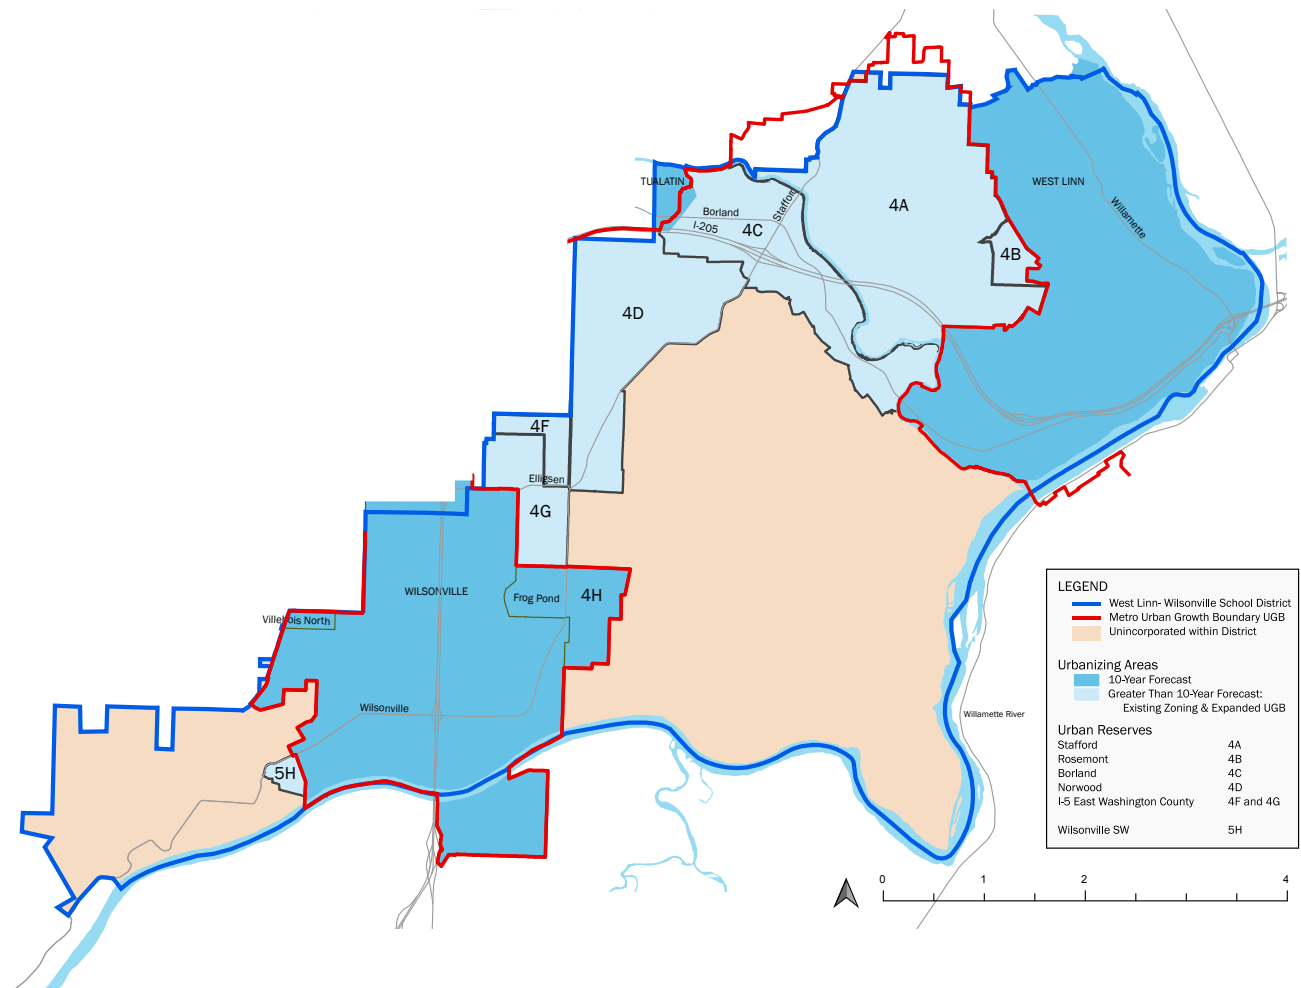 TUALATIN
WEST LINN
Borland
Stafford
4A
Willamette
I-205
4C
4B
4D
4F
Elligsen
4G
WILSONVILLE
Frog Pond
4H
Villebois North
Wilsonville
Willamette River
5H
LEGEND
West Linn- Wilsonville School District
Metro Urban Growth Boundary UGB
Unincorporated within District
Urbanizing Areas
10-Year Forecast
Greater Than 10-Year Forecast:
Existing Zoning & Expanded UGB
Urban Reserves
Stafford 4A
Rosemont 4B
Borland 4C
Norwood 4D
I-5 East Washington County 4F and 4G
Wilsonville SW 5H
0 1 2 4